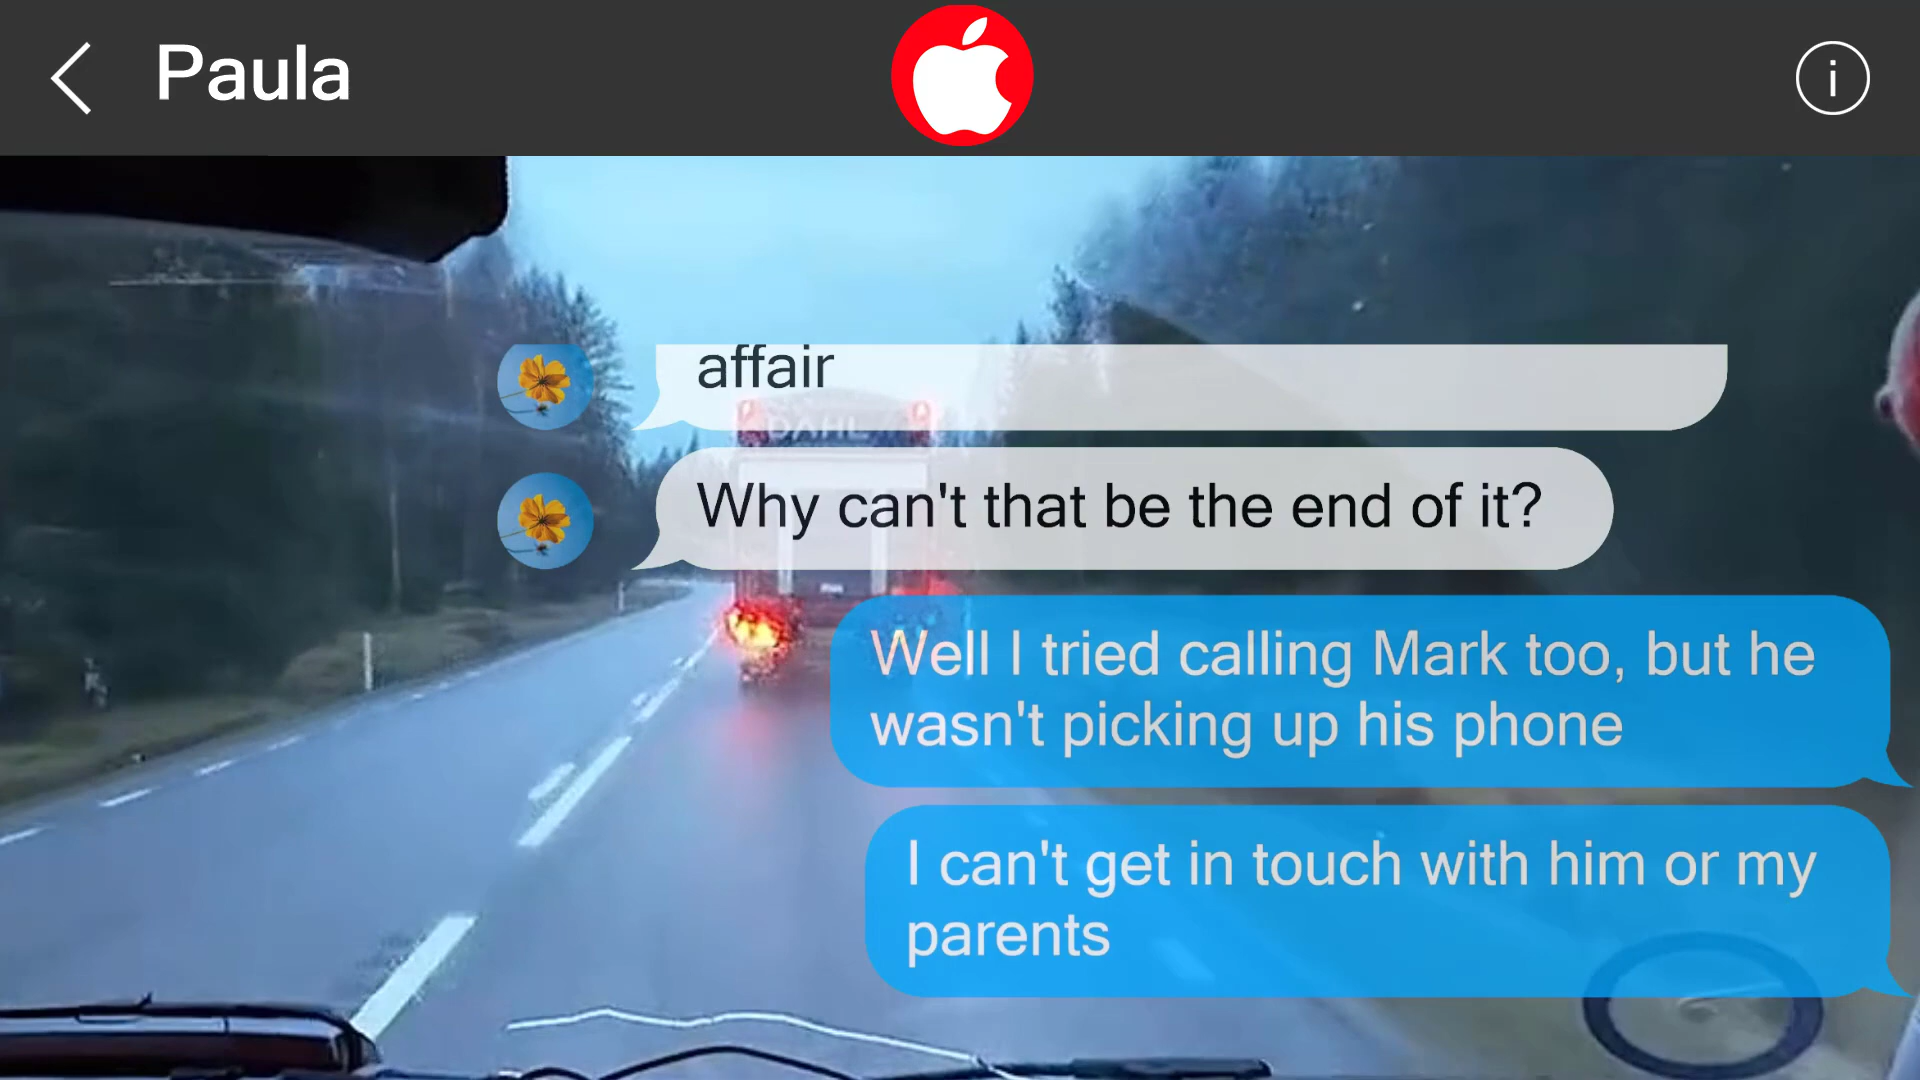 Paula
i
affair
DAHL
Why can't that be the end of it?
Well I tried calling Mark too, but he
wasn't picking up his phone
I can't get in touch with him or my
parents